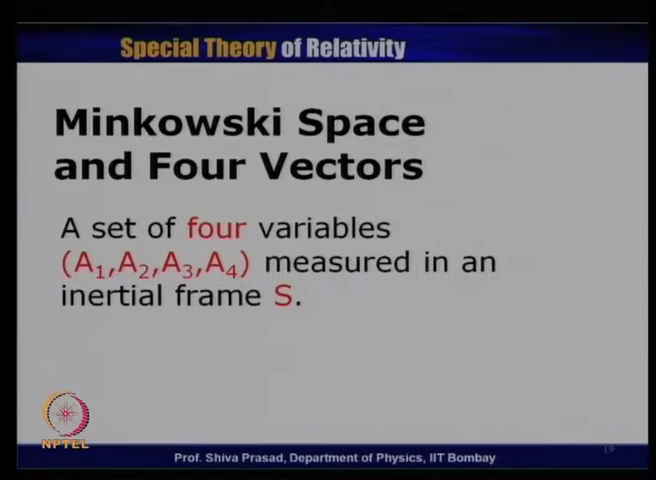 Special Theory of Relativity
Minkowski Space
and Four Vectors
A set of four variables
(A₁,A₂,A₃,A₄) measured in an
inertial frame S.
NPTEL
Prof. Shiva Prasad, Department of Physics, IIT Bombay
19